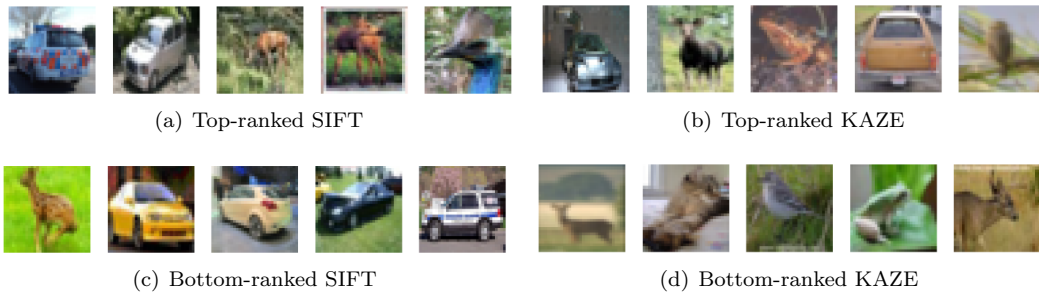 (a) Top-ranked SIFT
(b) Top-ranked KAZE
(c) Bottom-ranked SIFT
(d) Bottom-ranked KAZE